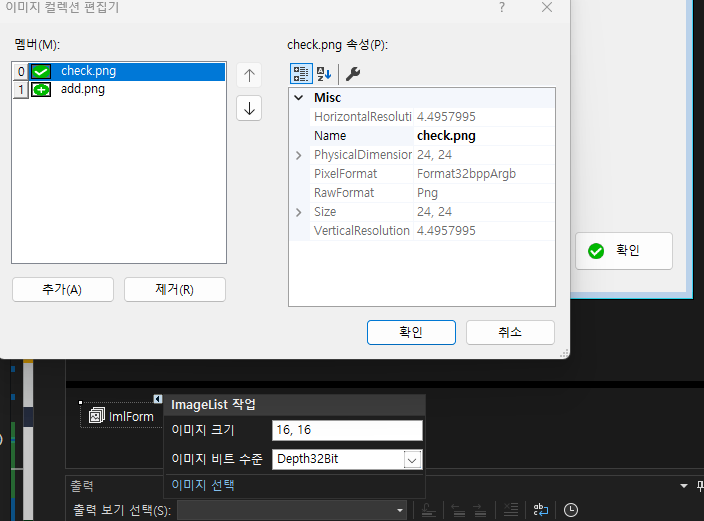 이미지 컬렉션 편집기
멤버(M):
check.png 속성(P):
0 check.png
1 add.png
Misc
HorizontalResoluti 4.4957995
Name check.png
PhysicalDimension 24, 24
PixelFormat Format32bppArgb
RawFormat Png
Size 24, 24
VerticalResolution 4.4957995
추가(A)
제거(R)
확인
취소
확인
ImlForm
ImageList 작업
이미지 크기 16, 16
이미지 비트 수준 Depth32Bit
이미지 선택
출력
출력 보기 선택(S):